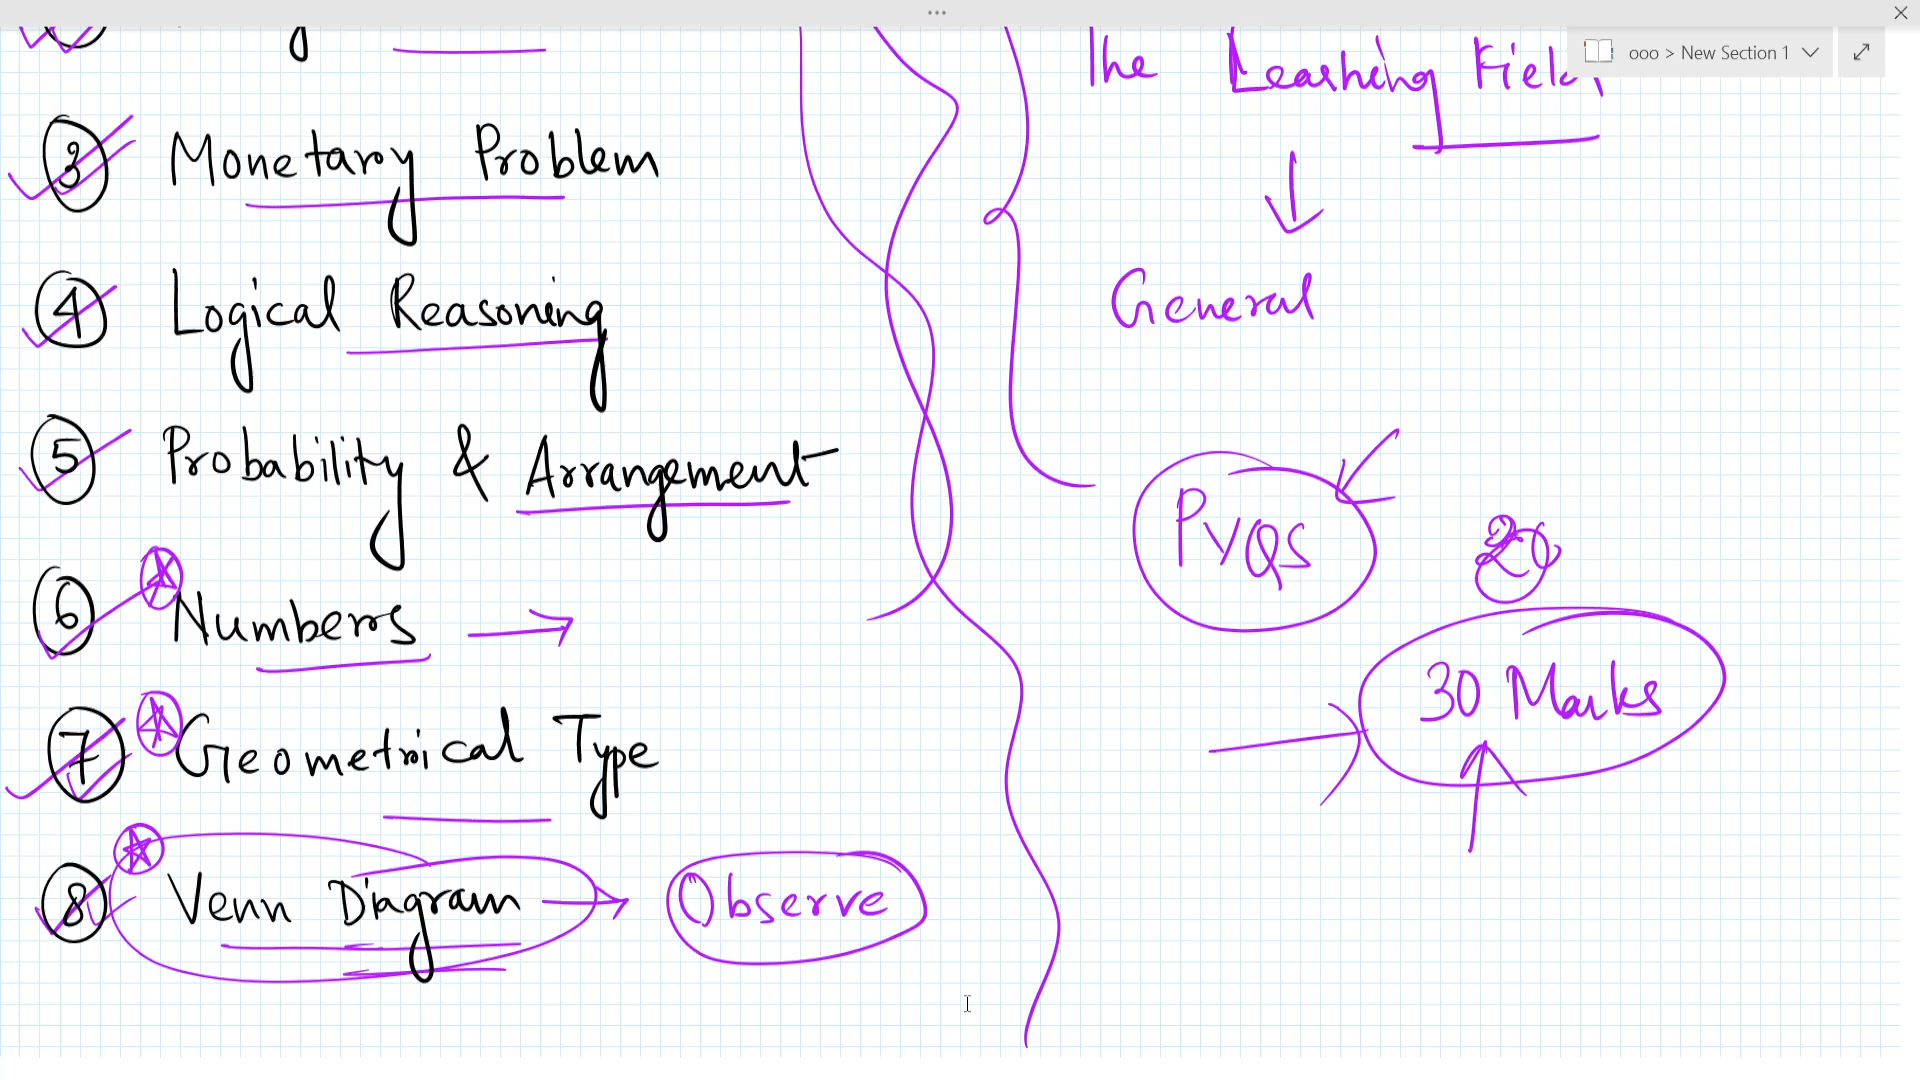 ooo > New Section 1
③ Monetary Problem
④ Logical Reasoning
⑤ Probability & Arrangement
⑥ Numbers →
⑦ Geometrical Type
⑧ Venn Diagram → Observe
The Learning Field
↓
General
PYQS
30 Marks